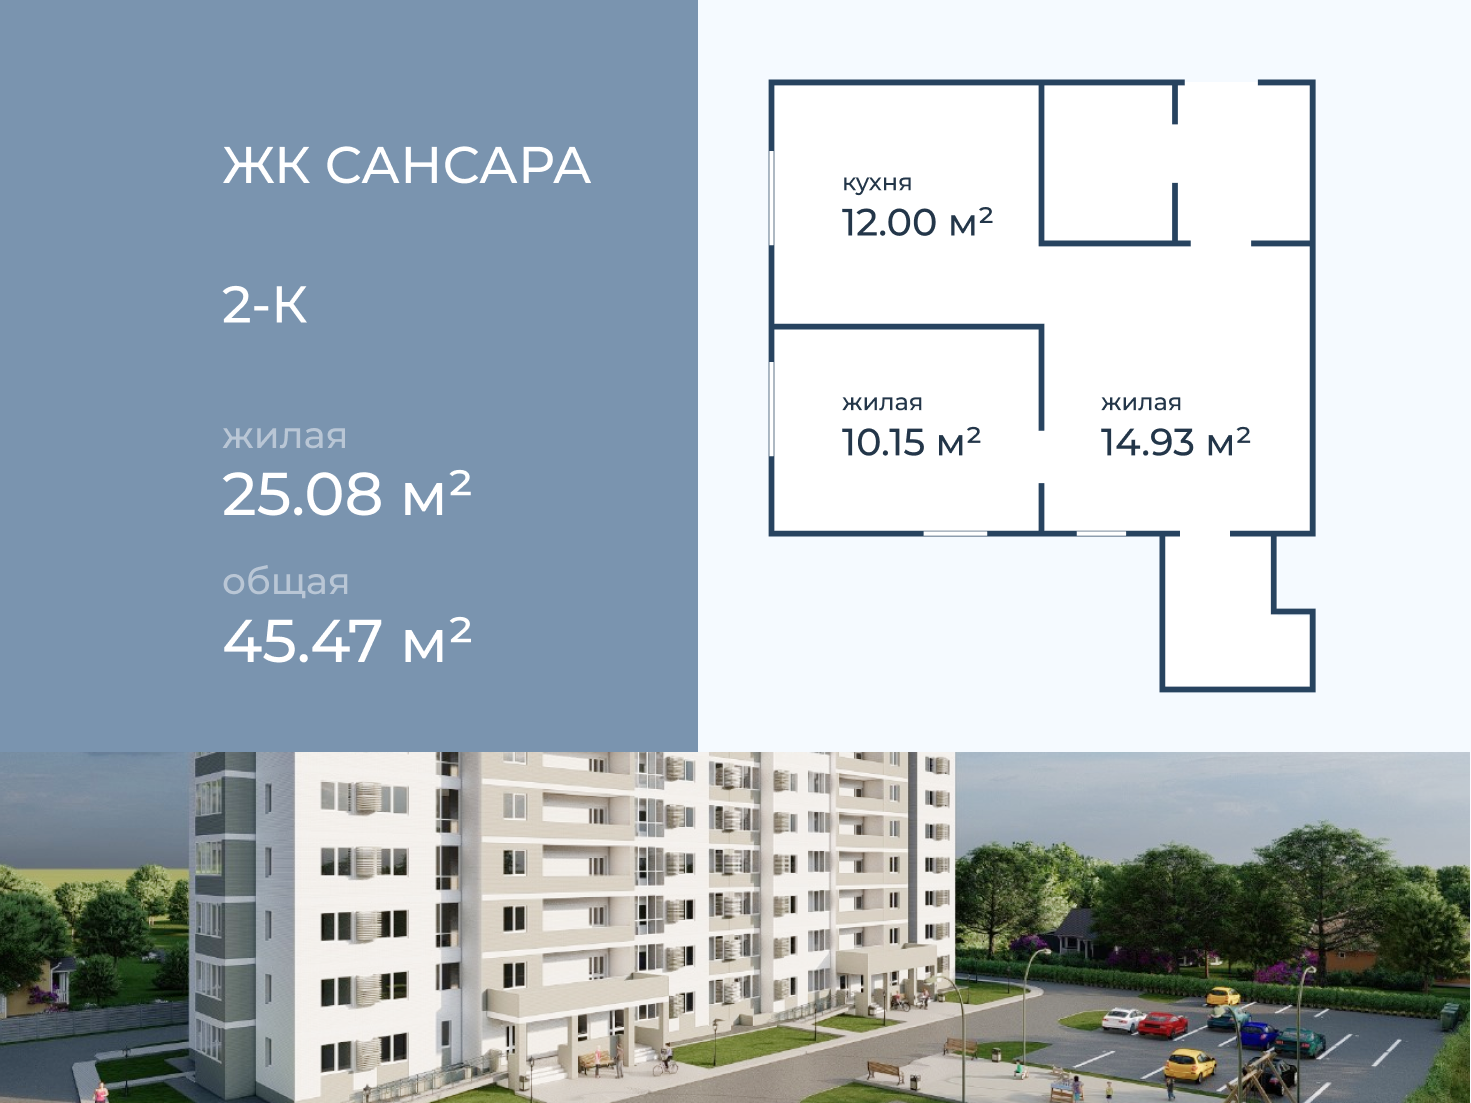 ЖК САНСАРА
2-К
жилая
25.08 м²
общая
45.47 м²
кухня
12.00 м²
жилая
10.15 м²
жилая
14.93 м²